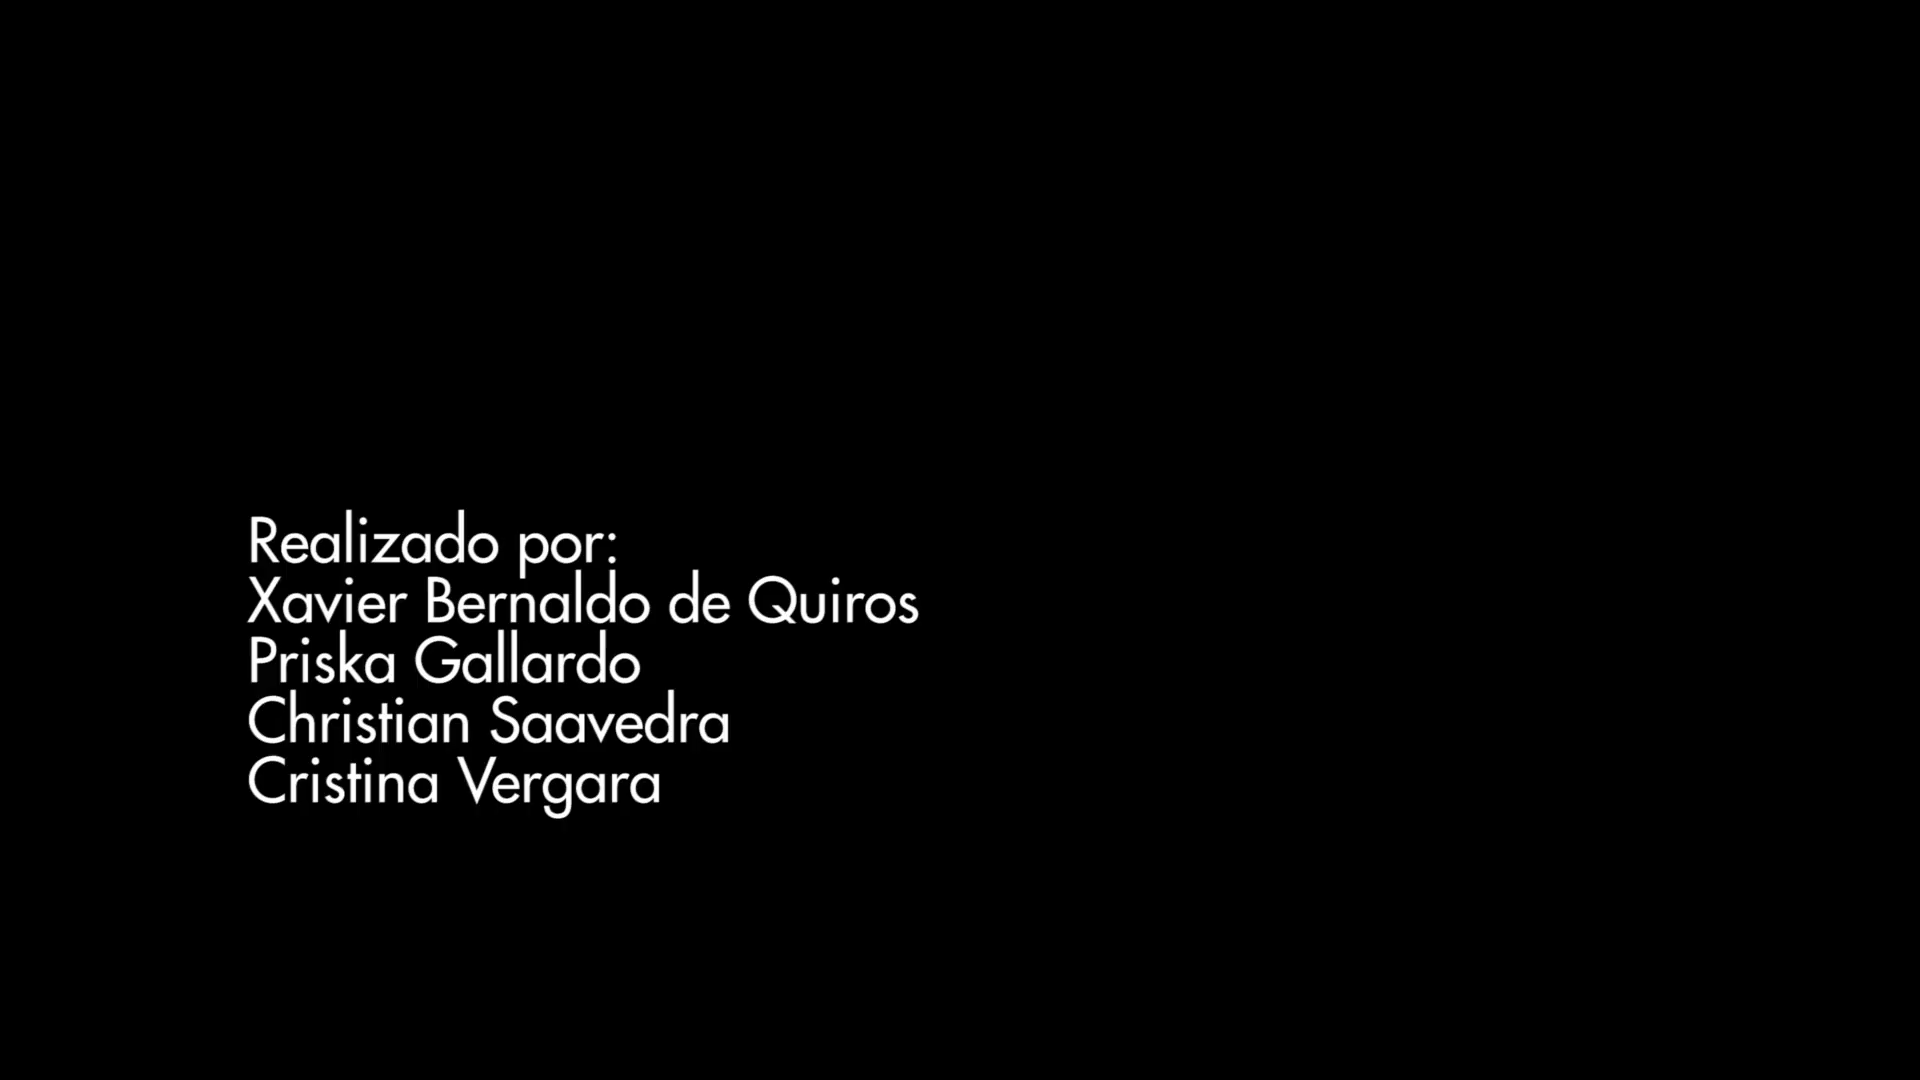 Realizado por:
Xavier Bernaldo de Quiros
Priska Gallardo
Christian Saavedra
Cristina Vergara